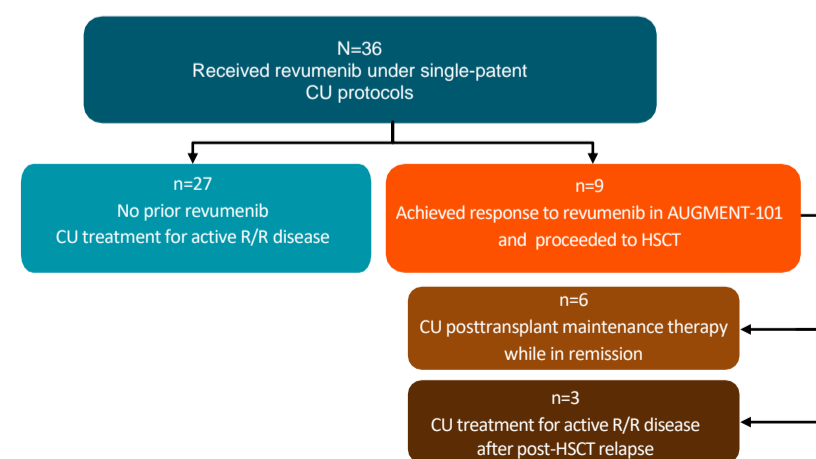 N=36
Received revumenib under single-patent
CU protocols
n=27
No prior revumenib
CU treatment for active R/R disease
n=9
Achieved response to revumenib in AUGMENT-101
and proceeded to HSCT
n=6
CU posttransplant maintenance therapy
while in remission
n=3
CU treatment for active R/R disease
after post-HSCT relapse